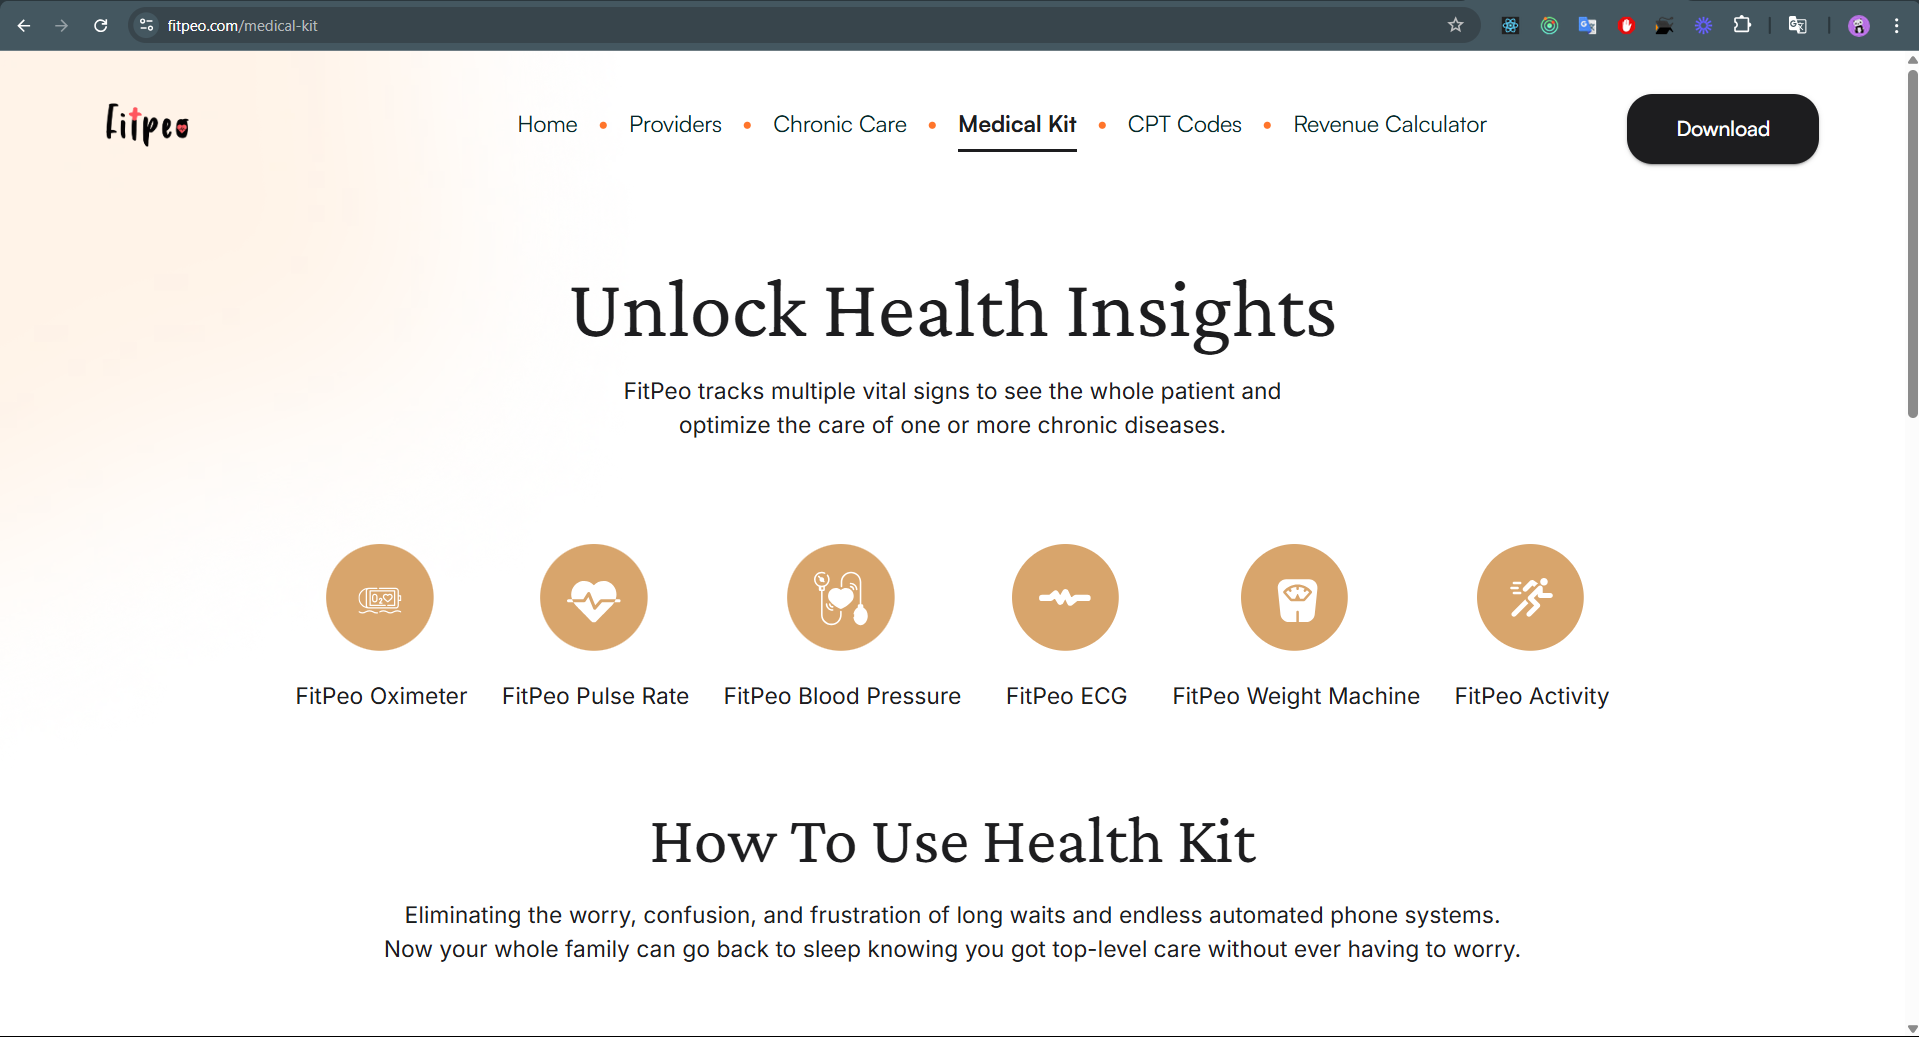 fitpeo.com/medical-kit
Fitpeo
Home
Providers
Chronic Care
Medical Kit
CPT Codes
Revenue Calculator
Download
Unlock Health Insights
FitPeo tracks multiple vital signs to see the whole patient and
optimize the care of one or more chronic diseases.
O2
FitPeo Oximeter
FitPeo Pulse Rate
FitPeo Blood Pressure
FitPeo ECG
FitPeo Weight Machine
FitPeo Activity
How To Use Health Kit
Eliminating the worry, confusion, and frustration of long waits and endless automated phone systems.
Now your whole family can go back to sleep knowing you got top-level care without ever having to worry.